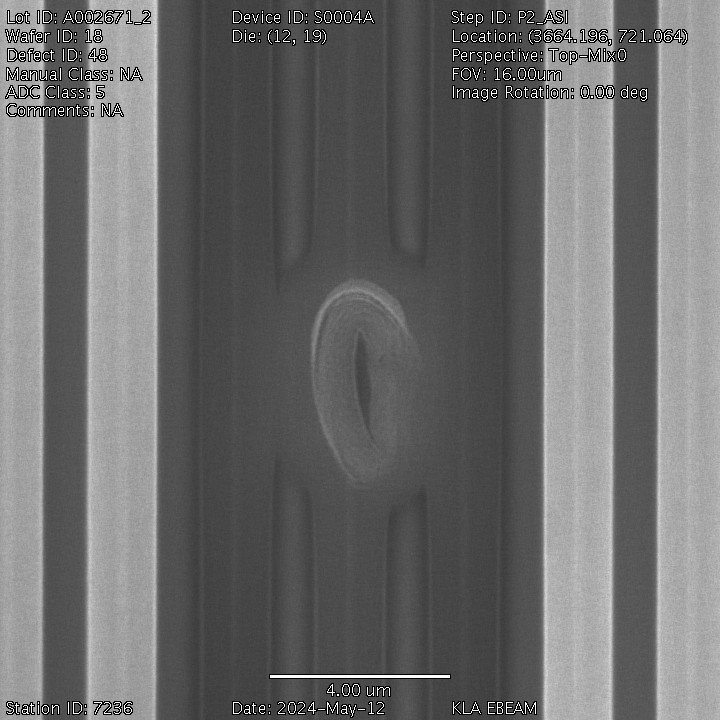 Lot ID: A002671_2
Wafer ID: 18
Defect ID: 48
Manual Class: NA
ADC Class: 5
Comments: NA
Device ID: S0004A
Die: (12, 19)
Step ID: P2_ASI
Location: (3664.196, 721.064)
Perspective: Top-Mix0
FOV: 16.00um
Image Rotation: 0.00 deg
4.00 um
Station ID: 7236
Date: 2024-May-12
KLA EBEAM